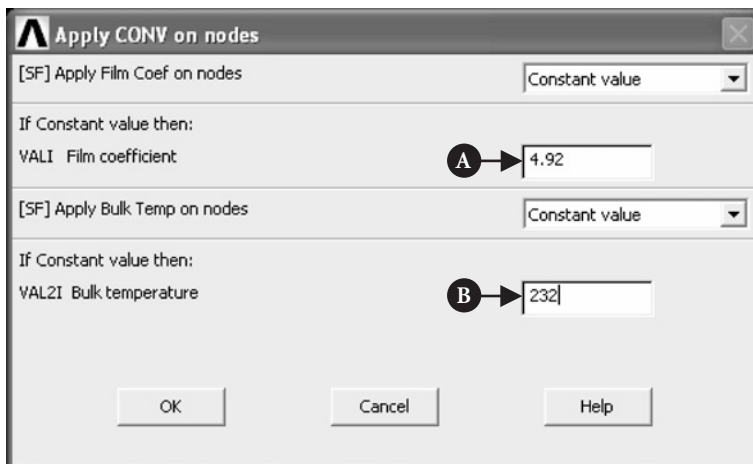 Apply CONV on nodes
[SF] Apply Film Coef on nodes
Constant value
If Constant value then:
VALI Film coefficient
A
4.92
[SF] Apply Bulk Temp on nodes
Constant value
If Constant value then:
VAL2I Bulk temperature
B
232
OK
Cancel
Help